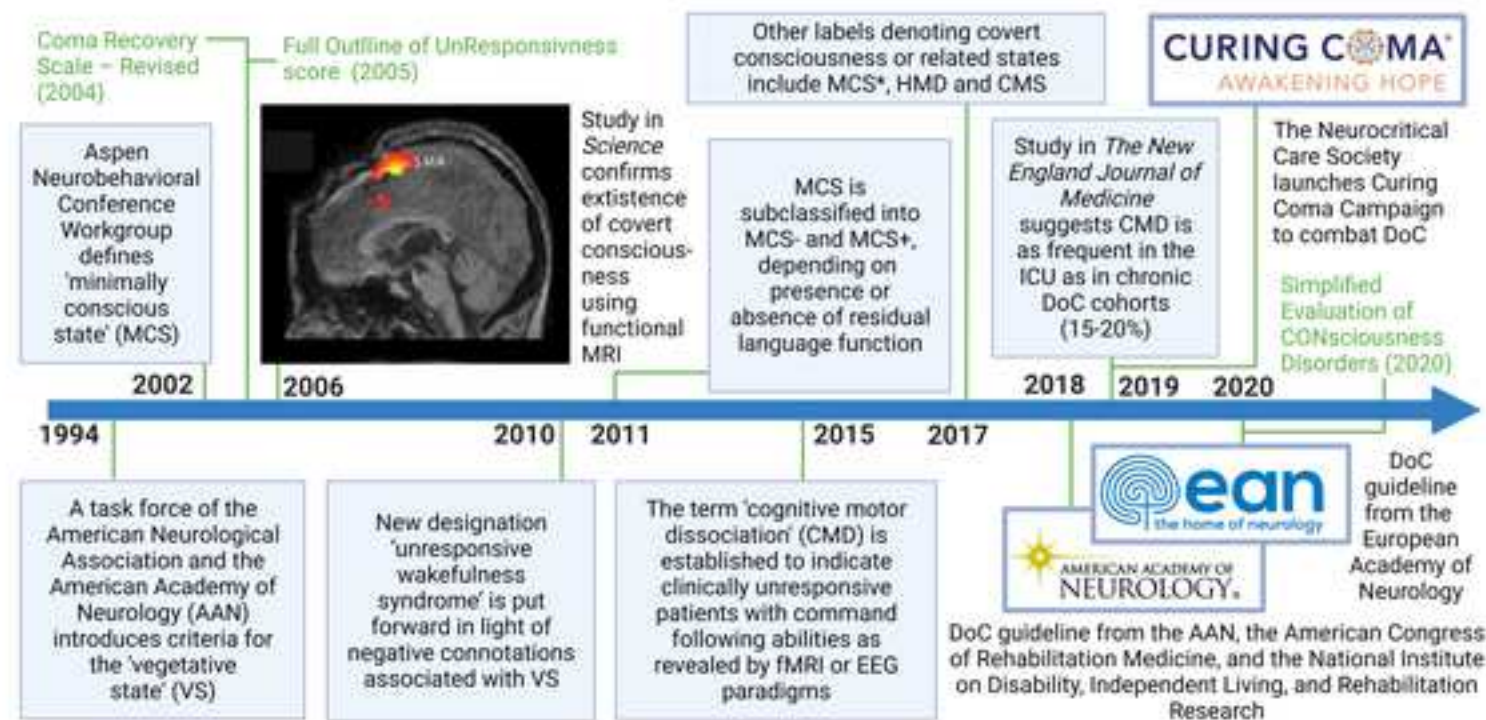 Coma Recovery
Scale – Revised
(2004)
Full Outlline of UnResponsivness
score (2005)
Aspen
Neurobehavioral
Conference
Workgroup
defines
'minimally
conscious
state' (MCS)
SMA
Study in
Science
confirms
extistence
of covert
conscious-
ness
using
functional
MRI
Other labels denoting covert
consciousness or related states
include MCS*, HMD and CMS
MCS is
subclassified into
MCS- and MCS+,
depending on
presence or
absence of residual
language function
Study in The New
England Journal of
Medicine
suggests CMD is
as frequent in the
ICU as in chronic
DoC cohorts
(15-20%)
CURING COMA
AWAKENING HOPE
The Neurocritical
Care Society
launches Curing
Coma Campaign
to combat DoC
Simplified
Evaluation of
CONsciousness
Disorders (2020)
2002
2006
2018
2019
2020
1994
2010
2011
2015
2017
A task force of the
American Neurological
Association and the
American Academy of
Neurology (AAN)
introduces criteria for
the 'vegetative
state' (VS)
New designation
'unresponsive
wakefulness
syndrome' is put
forward in light of
negative connotations
associated with VS
The term 'cognitive motor
dissociation' (CMD) is
established to indicate
clinically unresponsive
patients with command
following abilities as
revealed by fMRI or EEG
paradigms
ean
the home of neurology
AMERICAN ACADEMY OF
NEUROLOGY.
DoC
guideline
from the
European
Academy of
Neurology
DoC guideline from the AAN, the American Congress
of Rehabilitation Medicine, and the National Institute
on Disability, Independent Living, and Rehabilitation
Research